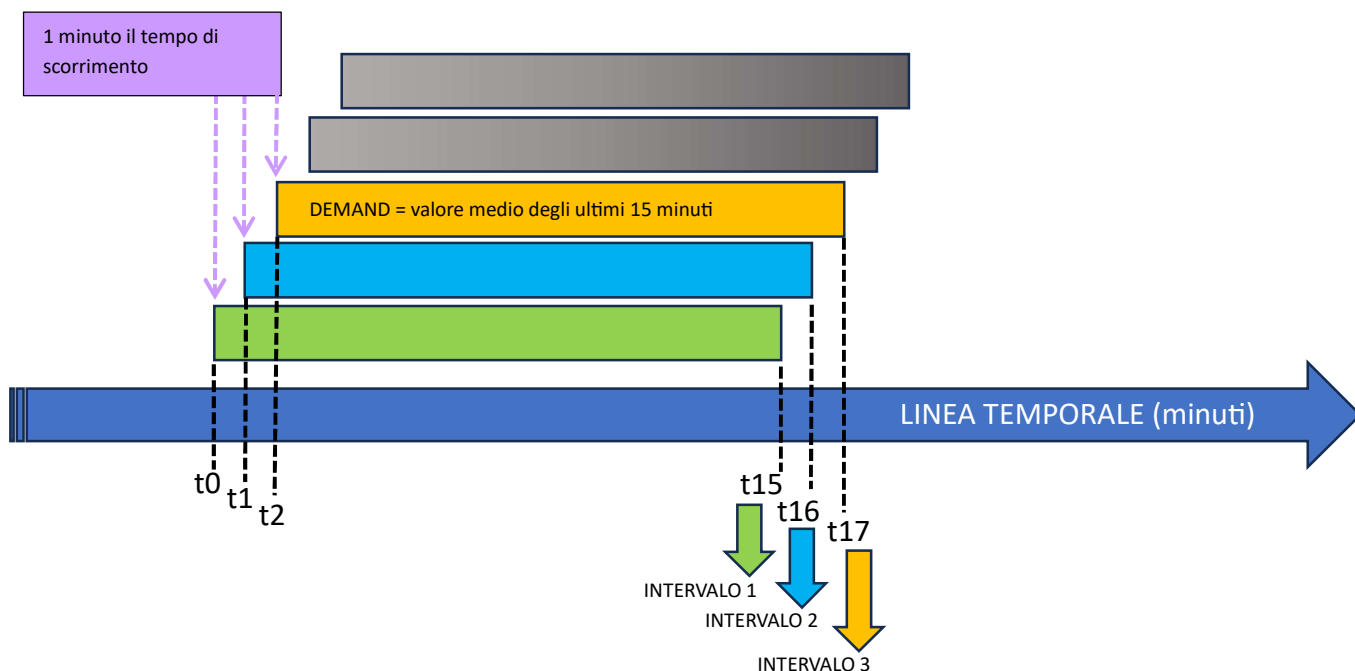 1 minuto il tempo di
scorrimento
DEMAND = valore medio degli ultimi 15 minuti
LINEA TEMPORALE (minuti)
t0
t1
t2
t15
t16
t17
INTERVALO 1
INTERVALO 2
INTERVALO 3